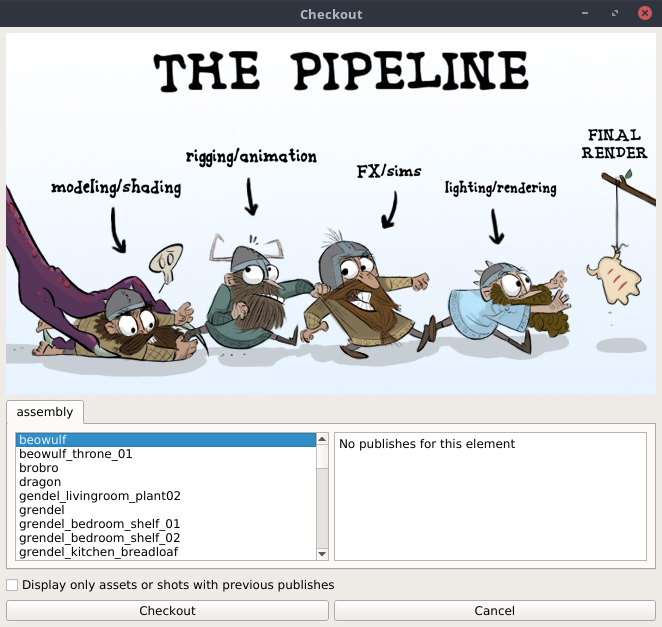 Checkout
THE PIPELINE
FINAL
RENDER
rigging/animation
FX/sims
modeling/shading
lighting/rendering
assembly
beowulf
beowulf_throne_01
brobro
dragon
gendel_livingroom_plant02
grendel
grendel_bedroom_shelf_01
grendel_bedroom_shelf_02
grendel_kitchen_breadloaf
No publishes for this element
Display only assets or shots with previous publishes
Checkout
Cancel